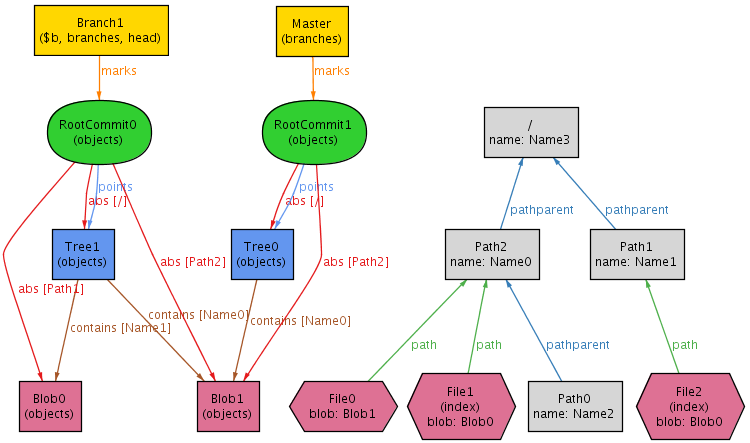 Branch1
($b, branches, head)
Master
(branches)
marks
marks
RootCommit0
(objects)
RootCommit1
(objects)
/
name: Name3
points
abs [/]
points
abs [/]
pathparent
pathparent
Tree1
(objects)
Tree0
(objects)
Path2
name: Name0
Path1
name: Name1
abs [Path1]
abs [Path2]
abs [Path2]
contains [Name1]
contains [Name0]
contains [Name0]
path
path
pathparent
path
Blob0
(objects)
Blob1
(objects)
File0
blob: Blob1
File1
(index)
blob: Blob0
Path0
name: Name2
File2
(index)
blob: Blob0